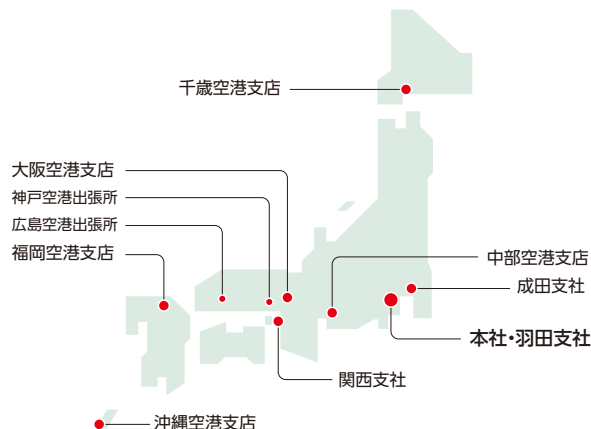 千歳空港支店
大阪空港支店
神戸空港出張所
広島空港出張所
福岡空港支店
中部空港支店
成田支社
本社・羽田支社
関西支社
沖縄空港支店